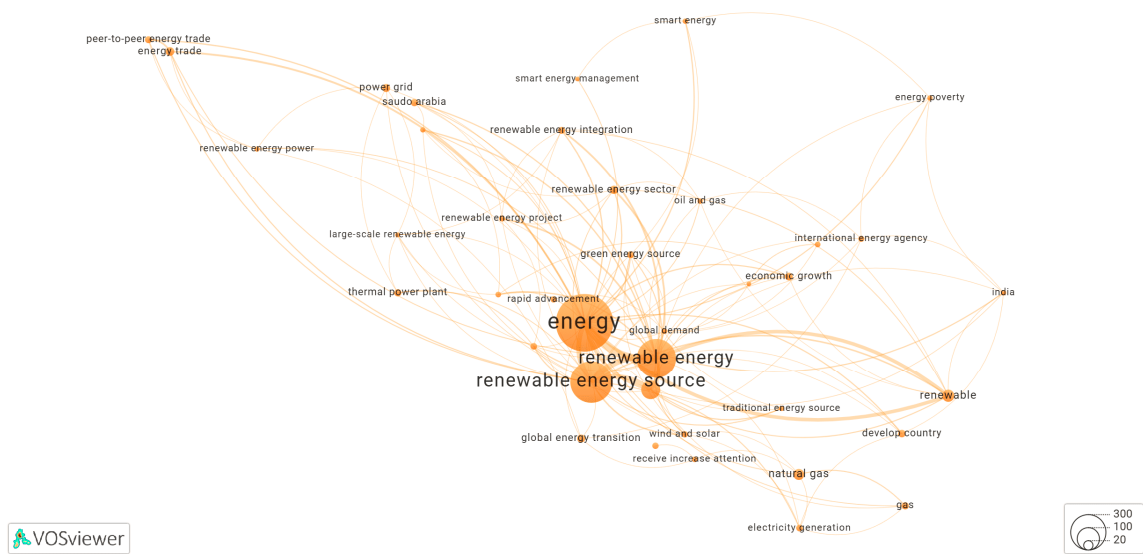 smart energy
peer-to-peer energy trade
energy trade
smart energy management
power grid
energy poverty
saudo arabia
renewable energy integration
renewable energy power
renewable energy sector
oil and gas
renewable energy project
large-scale renewable energy
international energy agency
green energy source
economic growth
thermal power plant
india
rapid advancement
energy
global demand
renewable energy
renewable energy source
renewable
traditional energy source
wind and solar
develop country
global energy transition
receive increase attention
natural gas
gas
electricity generation
300
100
20
VOSviewer